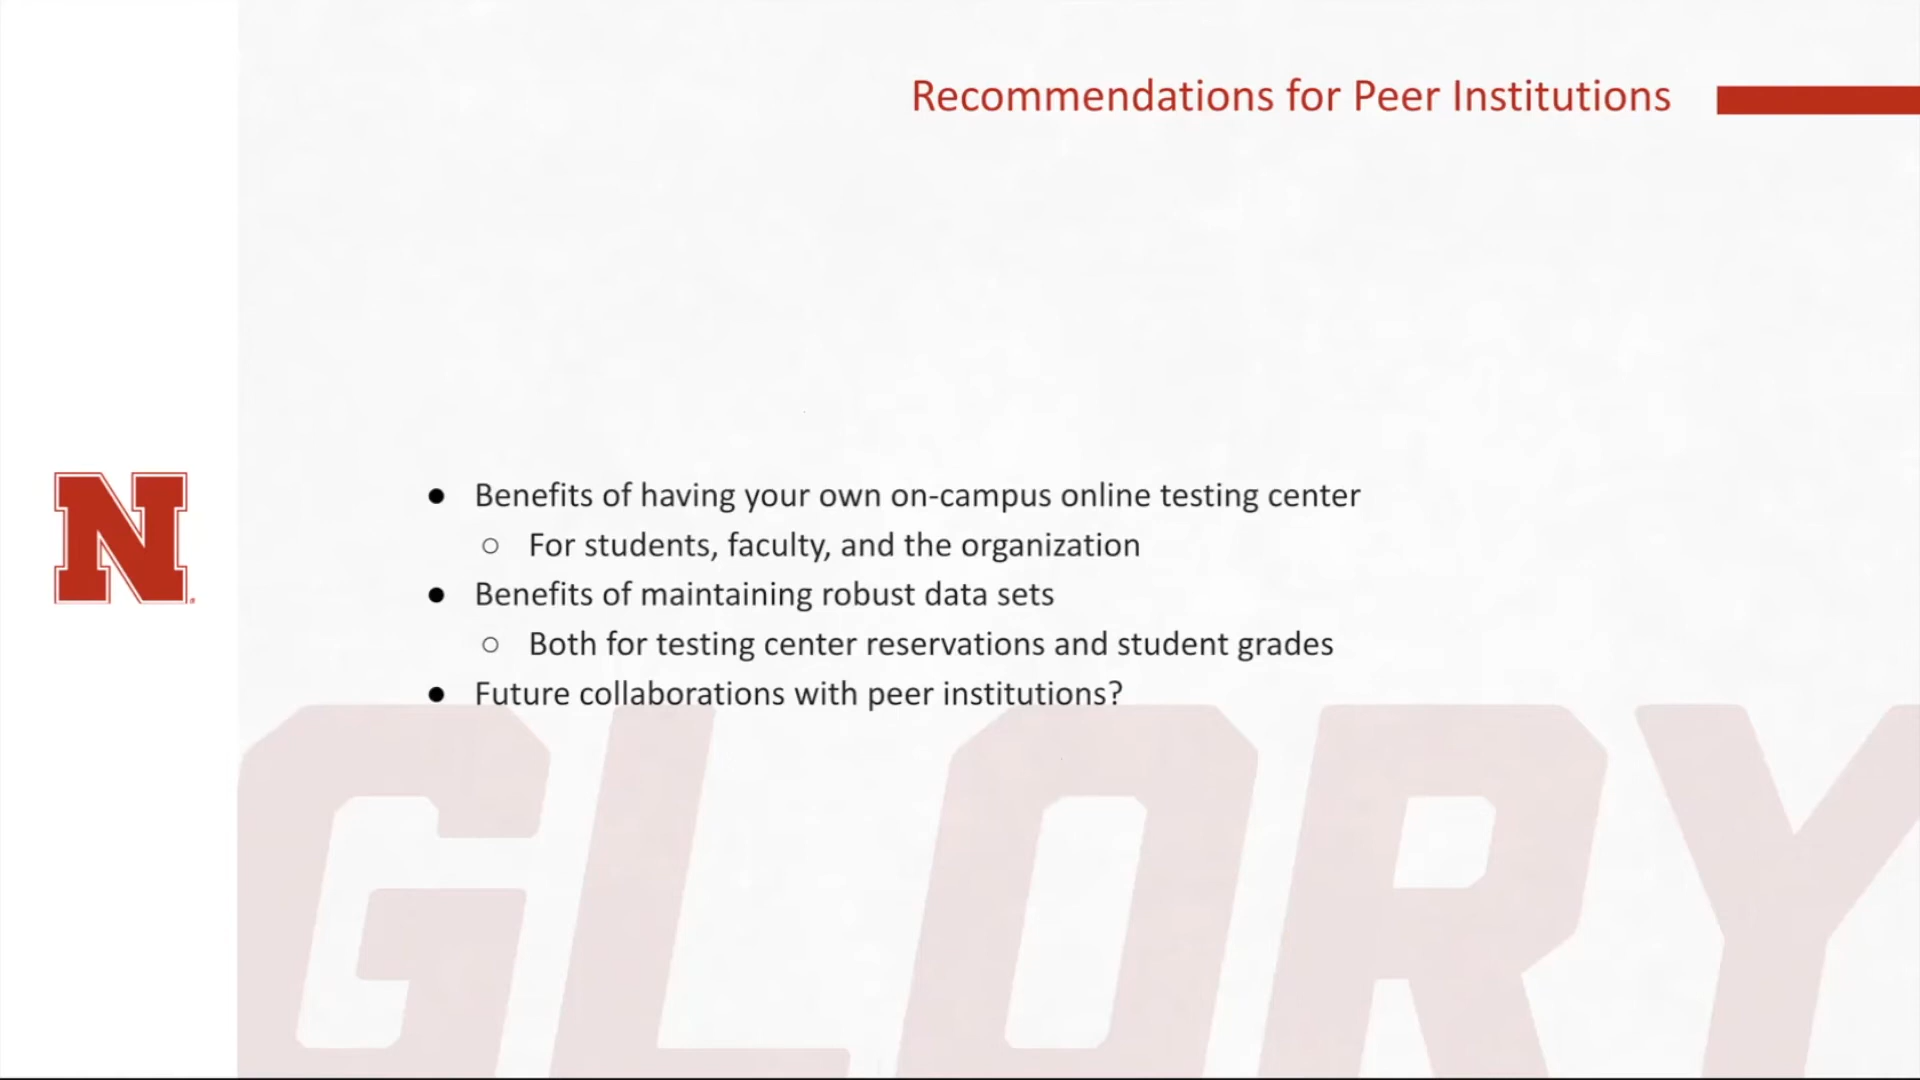 Recommendations for Peer Institutions
N
● Benefits of having your own on-campus online testing center
○ For students, faculty, and the organization
● Benefits of maintaining robust data sets
○ Both for testing center reservations and student grades
● Future collaborations with peer institutions?
GLORY